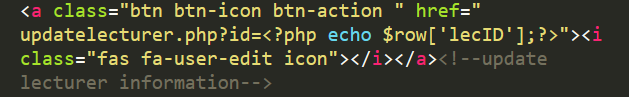 <a class="btn btn-icon btn-action " href="
updatelecturer.php?id=<?php echo $row['lecID'];?>"><i
class="fas fa-user-edit icon"></i></a><!--update
lecturer information-->